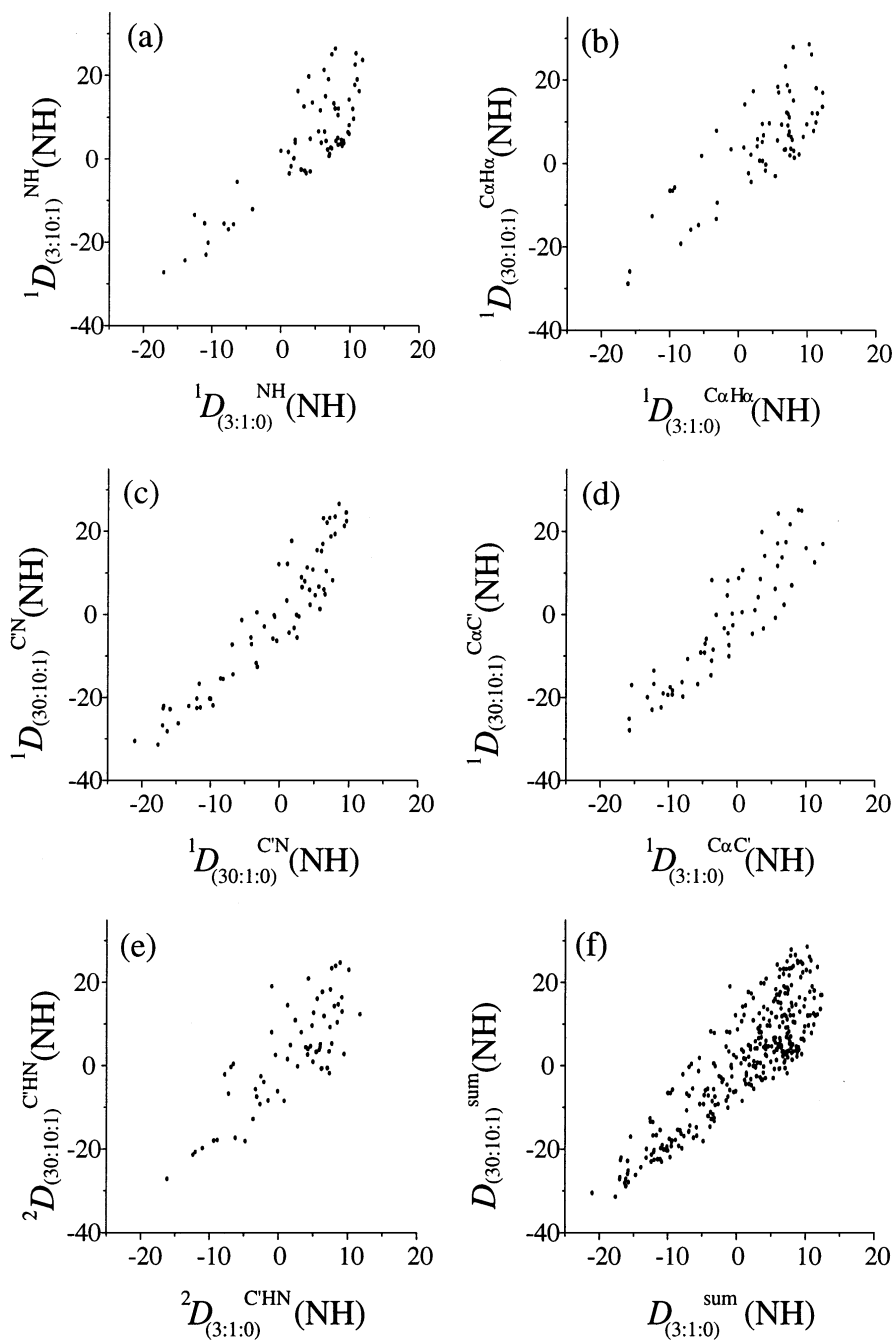 (a)
20
0
-20
-40
-20 -10 0 10 20
1D(3:10:1)NH(NH)
1D(3:1:0)NH(NH)
(b)
20
0
-20
-40
-20 -10 0 10 20
1D(30:10:1)CαHα(NH)
1D(3:1:0)CαHα(NH)
(c)
20
0
-20
-40
-20 -10 0 10 20
1D(30:10:1)C'N(NH)
1D(30:1:0)C'N(NH)
(d)
20
0
-20
-40
-20 -10 0 10 20
1D(30:10:1)CαC'(NH)
1D(3:1:0)CαC'(NH)
(e)
20
0
-20
-40
-20 -10 0 10 20
2D(30:10:1)C'HN(NH)
2D(3:1:0)C'HN(NH)
(f)
20
0
-20
-40
-20 -10 0 10 20
D(30:10:1)sum(NH)
D(3:1:0)sum(NH)